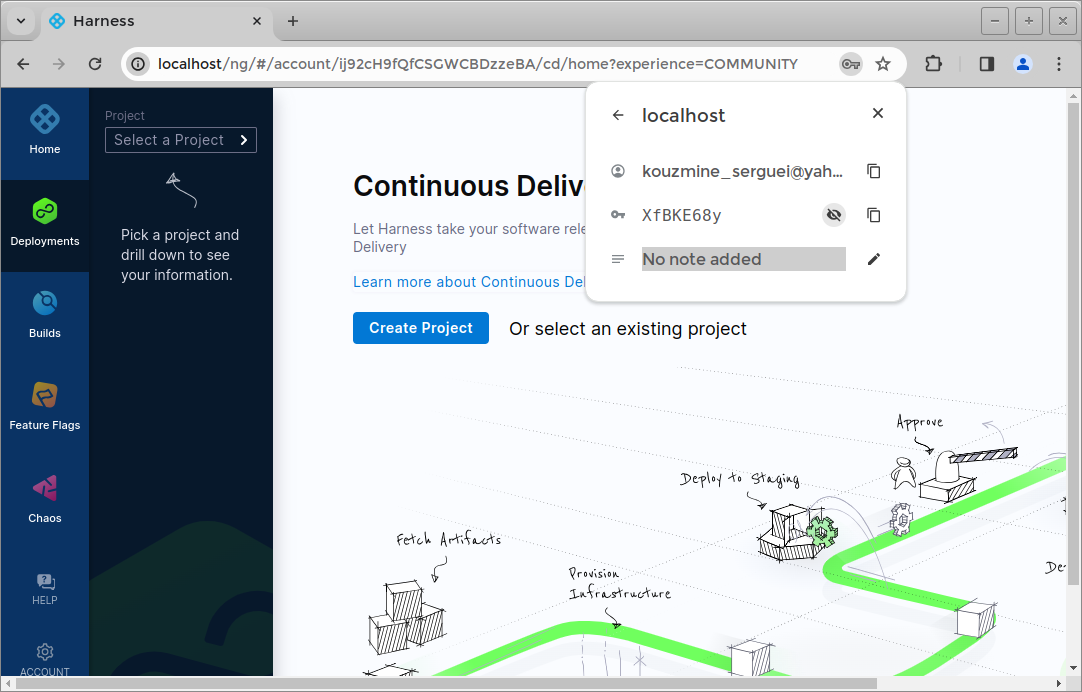 Harness
localhost/ng/#/account/ij92cH9fQfCSGWCBDzzeBA/cd/home?experience=COMMUNITY
localhost
kouzmine_serguei@yah...
XfBKE68y
No note added
Home
Deployments
Builds
Feature Flags
Chaos
HELP
ACCOUNT
Project
Select a Project
Pick a project and
drill down to see
your information.
Continuous Delive
Let Harness take your software rele
Delivery
Learn more about Continuous Del
Create Project
Or select an existing project
Approve
Deploy to Staging
Fetch Artifacts
Provision
Infrastructure
De